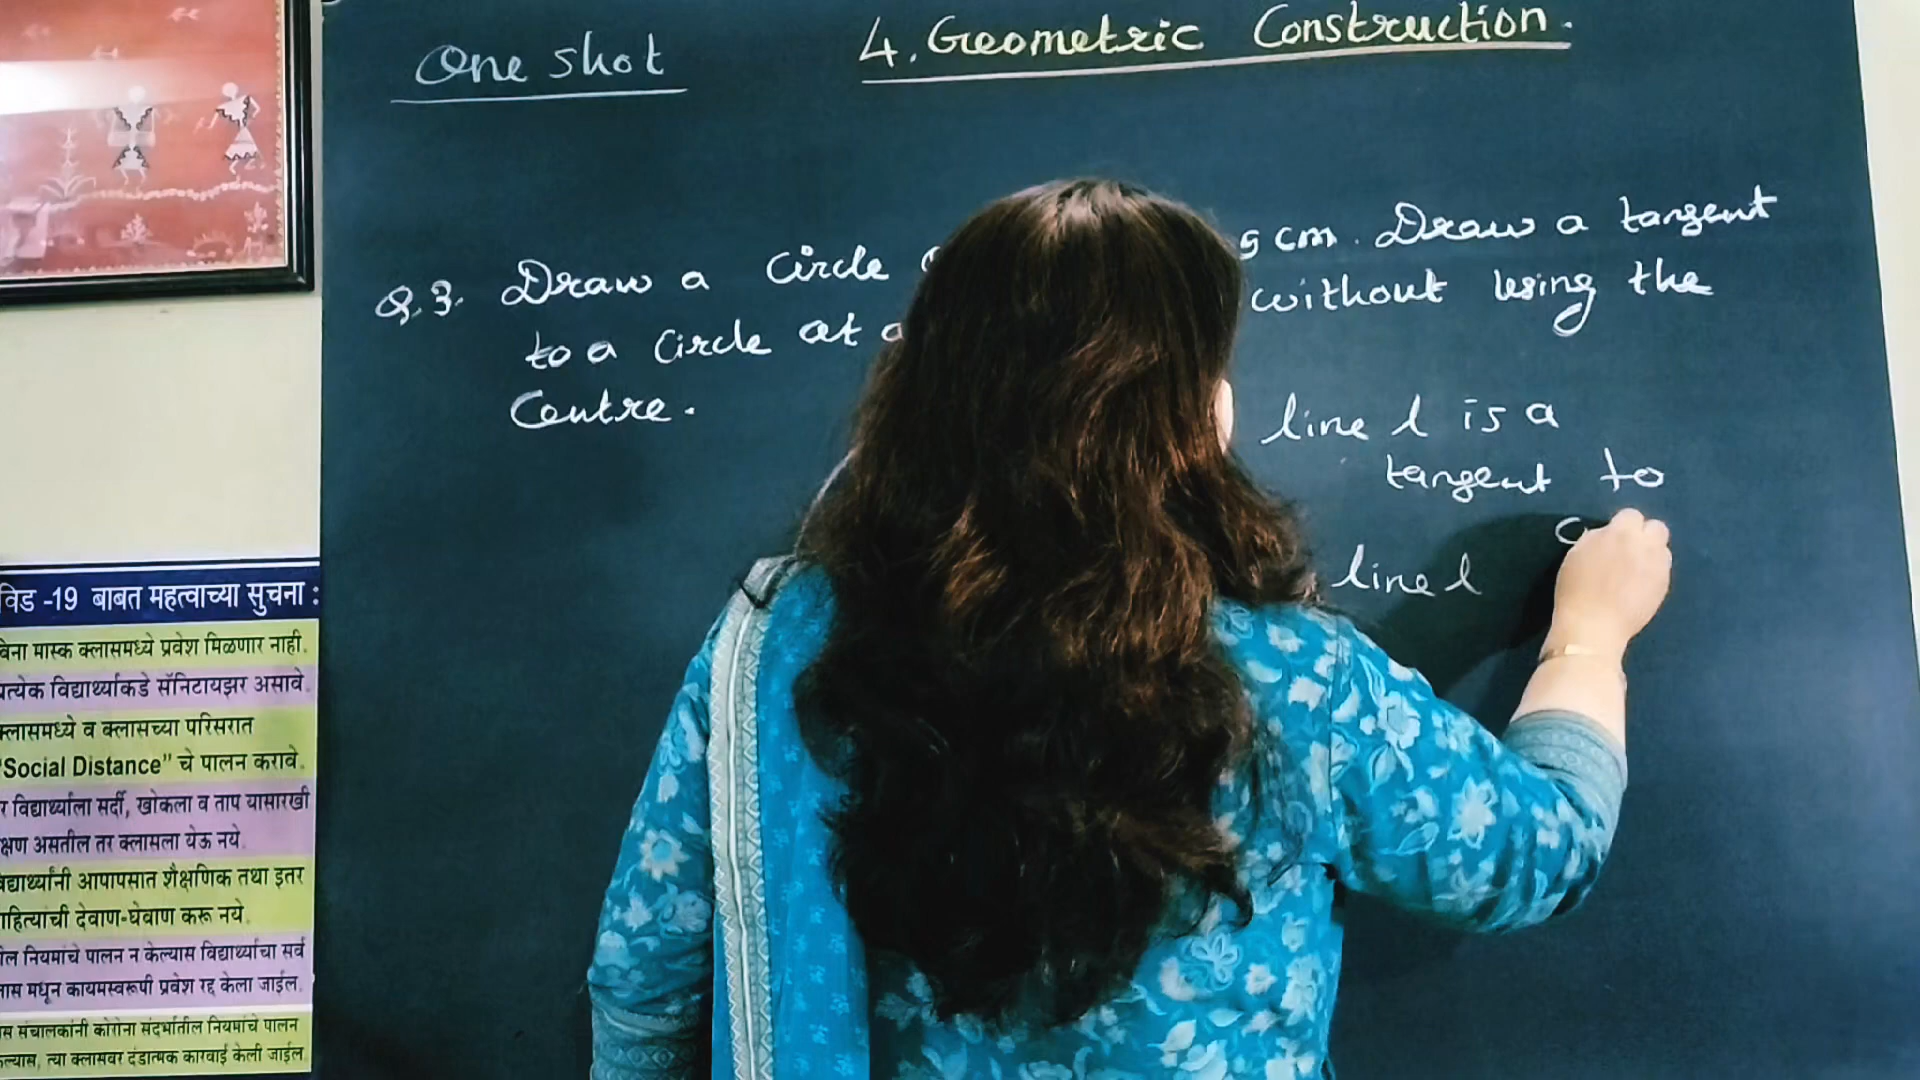 One shot
4. Geometric Construction.
Q.3. Draw a circle 5 cm. Draw a tangent
to a circle at a without using the
Centre.
line l is a
tangent to
line l
विड -19 बाबत महत्वाच्या सुचना :
बिना मास्क क्लासमध्ये प्रवेश मिळणार नाही.
प्रत्येक विद्यार्थ्याकडे सॅनिटायझर असावे.
क्लासमध्ये व क्लासच्या परिसरात
"Social Distance" चे पालन करावे.
र विद्यार्थ्याला सर्दी, खोकला व ताप यासारखी
क्षण असतील तर क्लासला येऊ नये.
विद्यार्थ्यांनी आपापसात शैक्षणिक तथा इतर
ाहित्यांची देवाण-घेवाण करू नये.
ील नियमांचे पालन न केल्यास विद्यार्थ्याचा सर्व
ास मधून कायमस्वरूपी प्रवेश रद्द केला जाईल.
स संचालकांनी कोरोना संदर्भातील नियमांचे पालन
केल्यास, त्या क्लासवर दंडात्मक कारवाई केली जाईल.